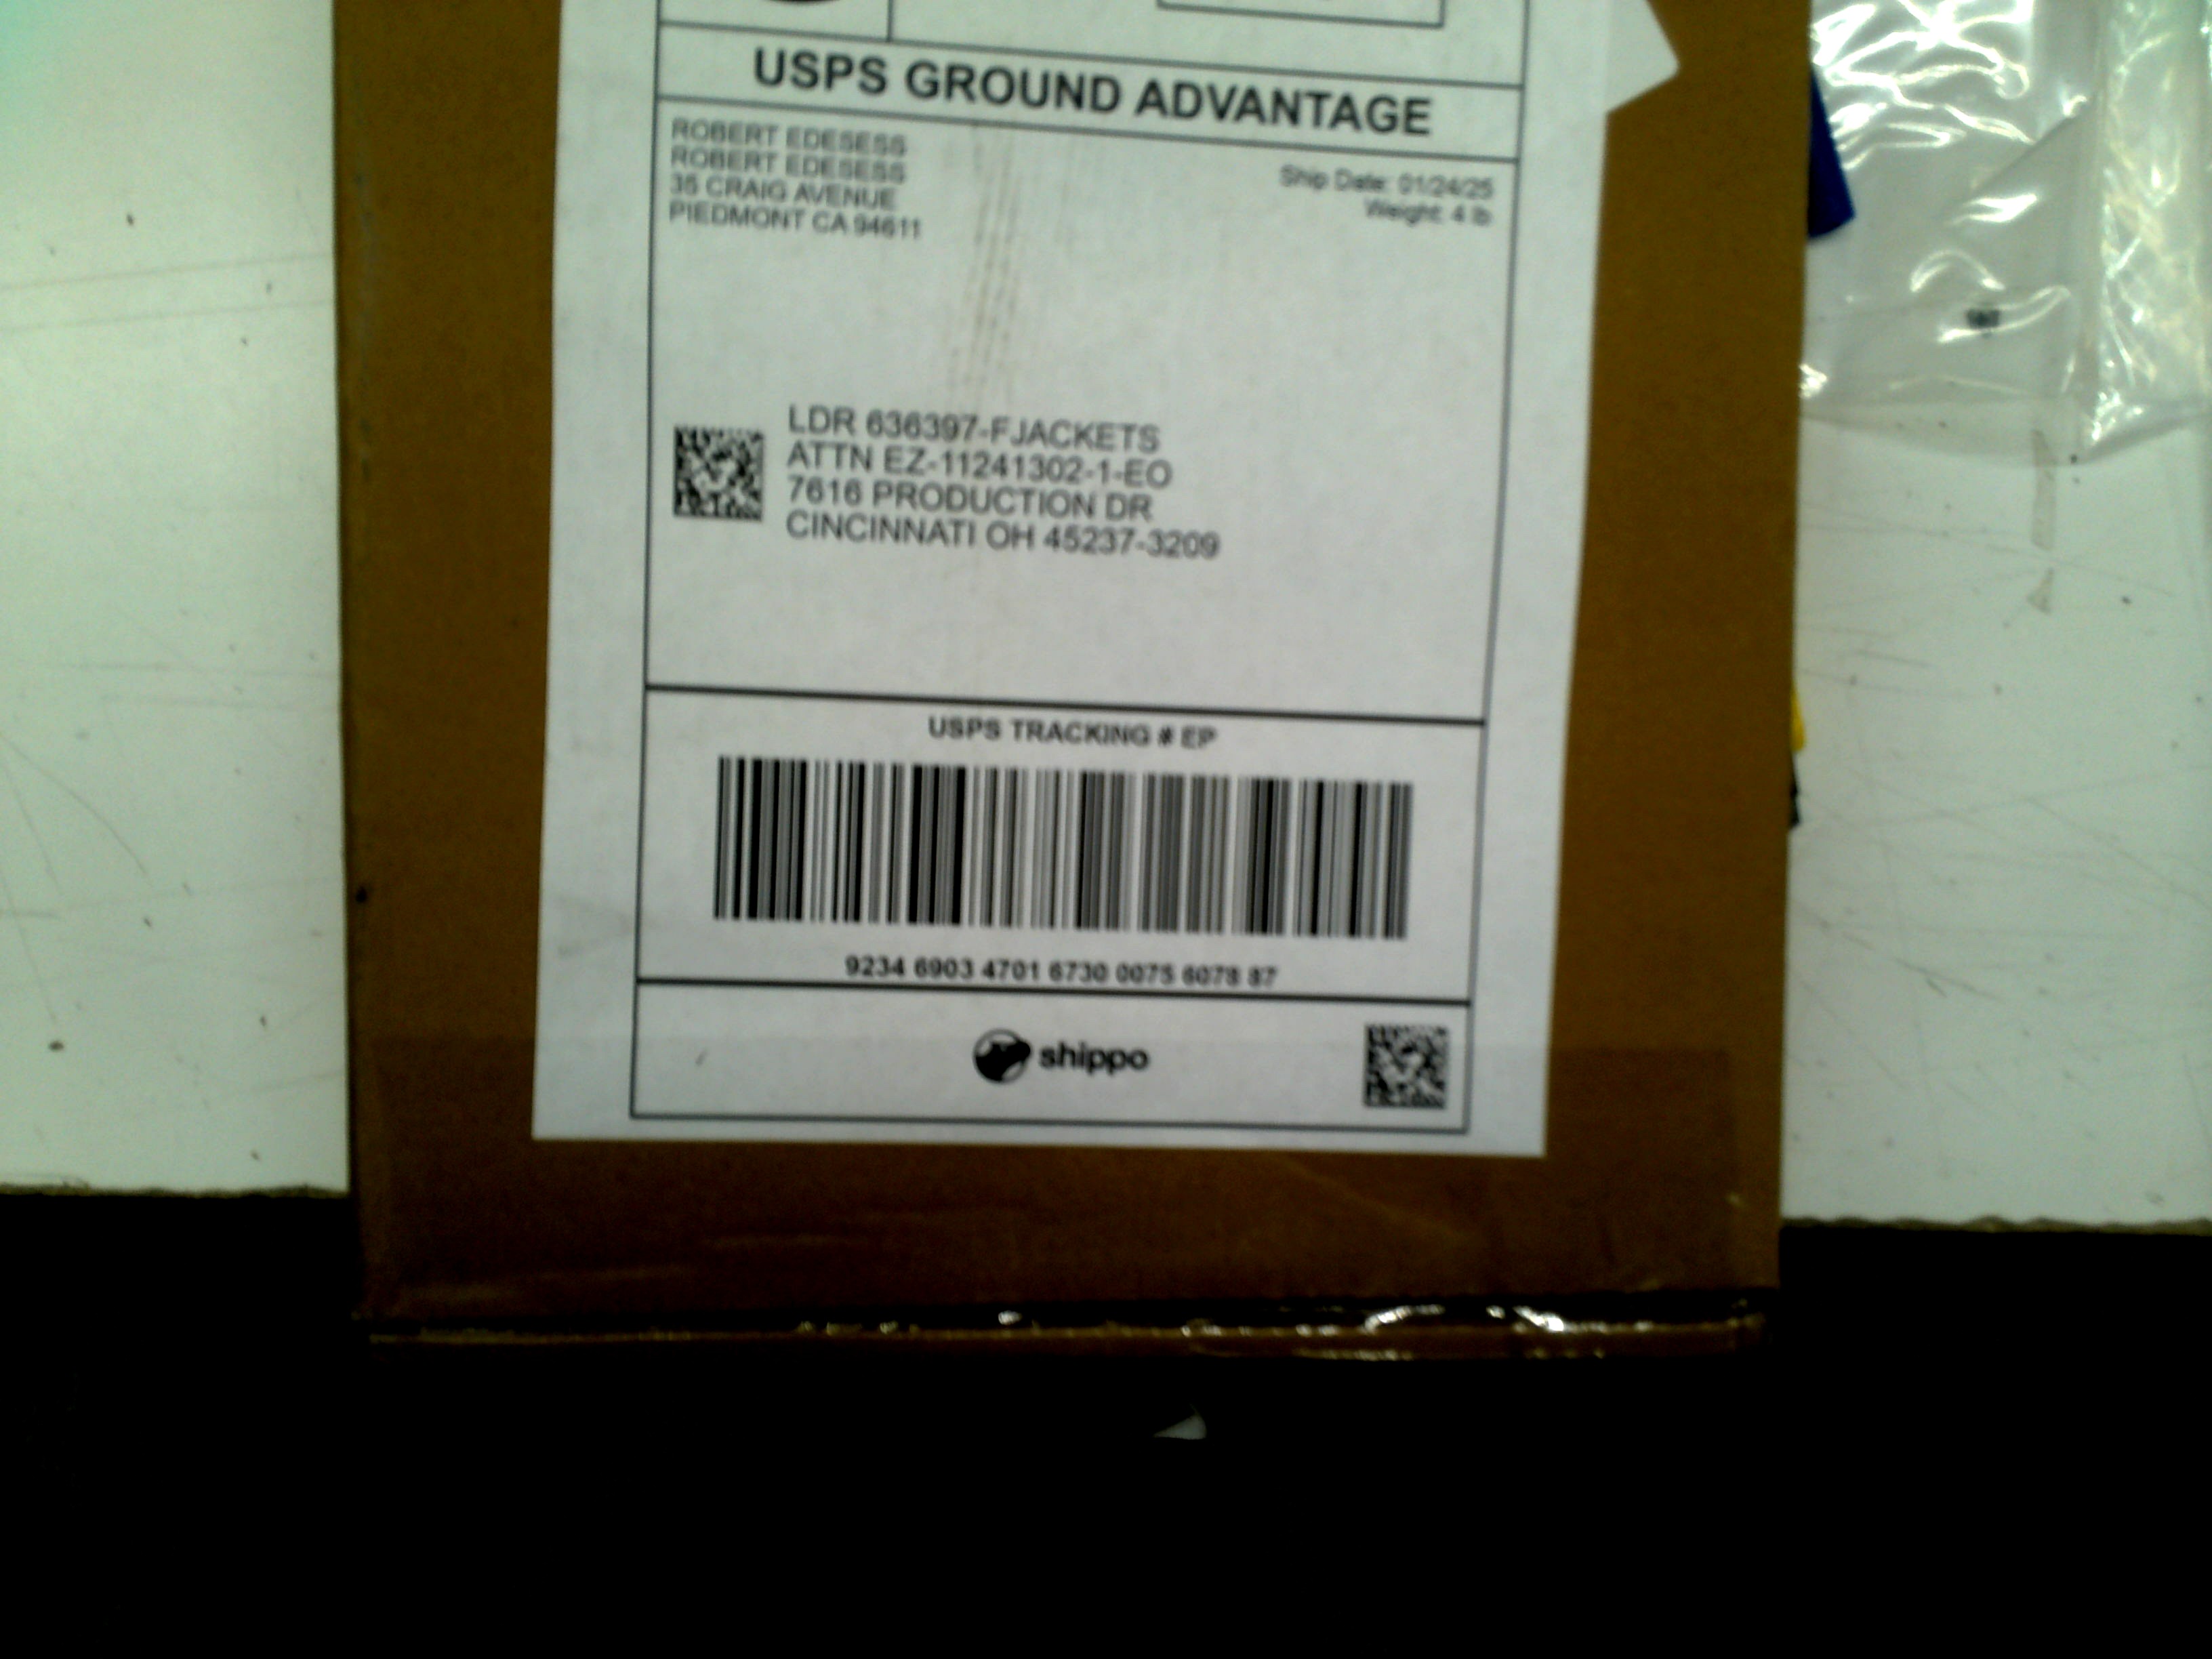 USPS GROUND ADVANTAGE
ROBERT EDESESS
ROBERT EDESESS
35 CRAIG AVENUE
PIEDMONT CA 94611
Ship Date: 01/24/25
Weight: 4 lb
LDR 636397-FJACKETS
ATTN EZ-11241302-1-EO
7616 PRODUCTION DR
CINCINNATI OH 45237-3209
USPS TRACKING # EP
9234 6903 4701 6730 0075 6078 87
shippo